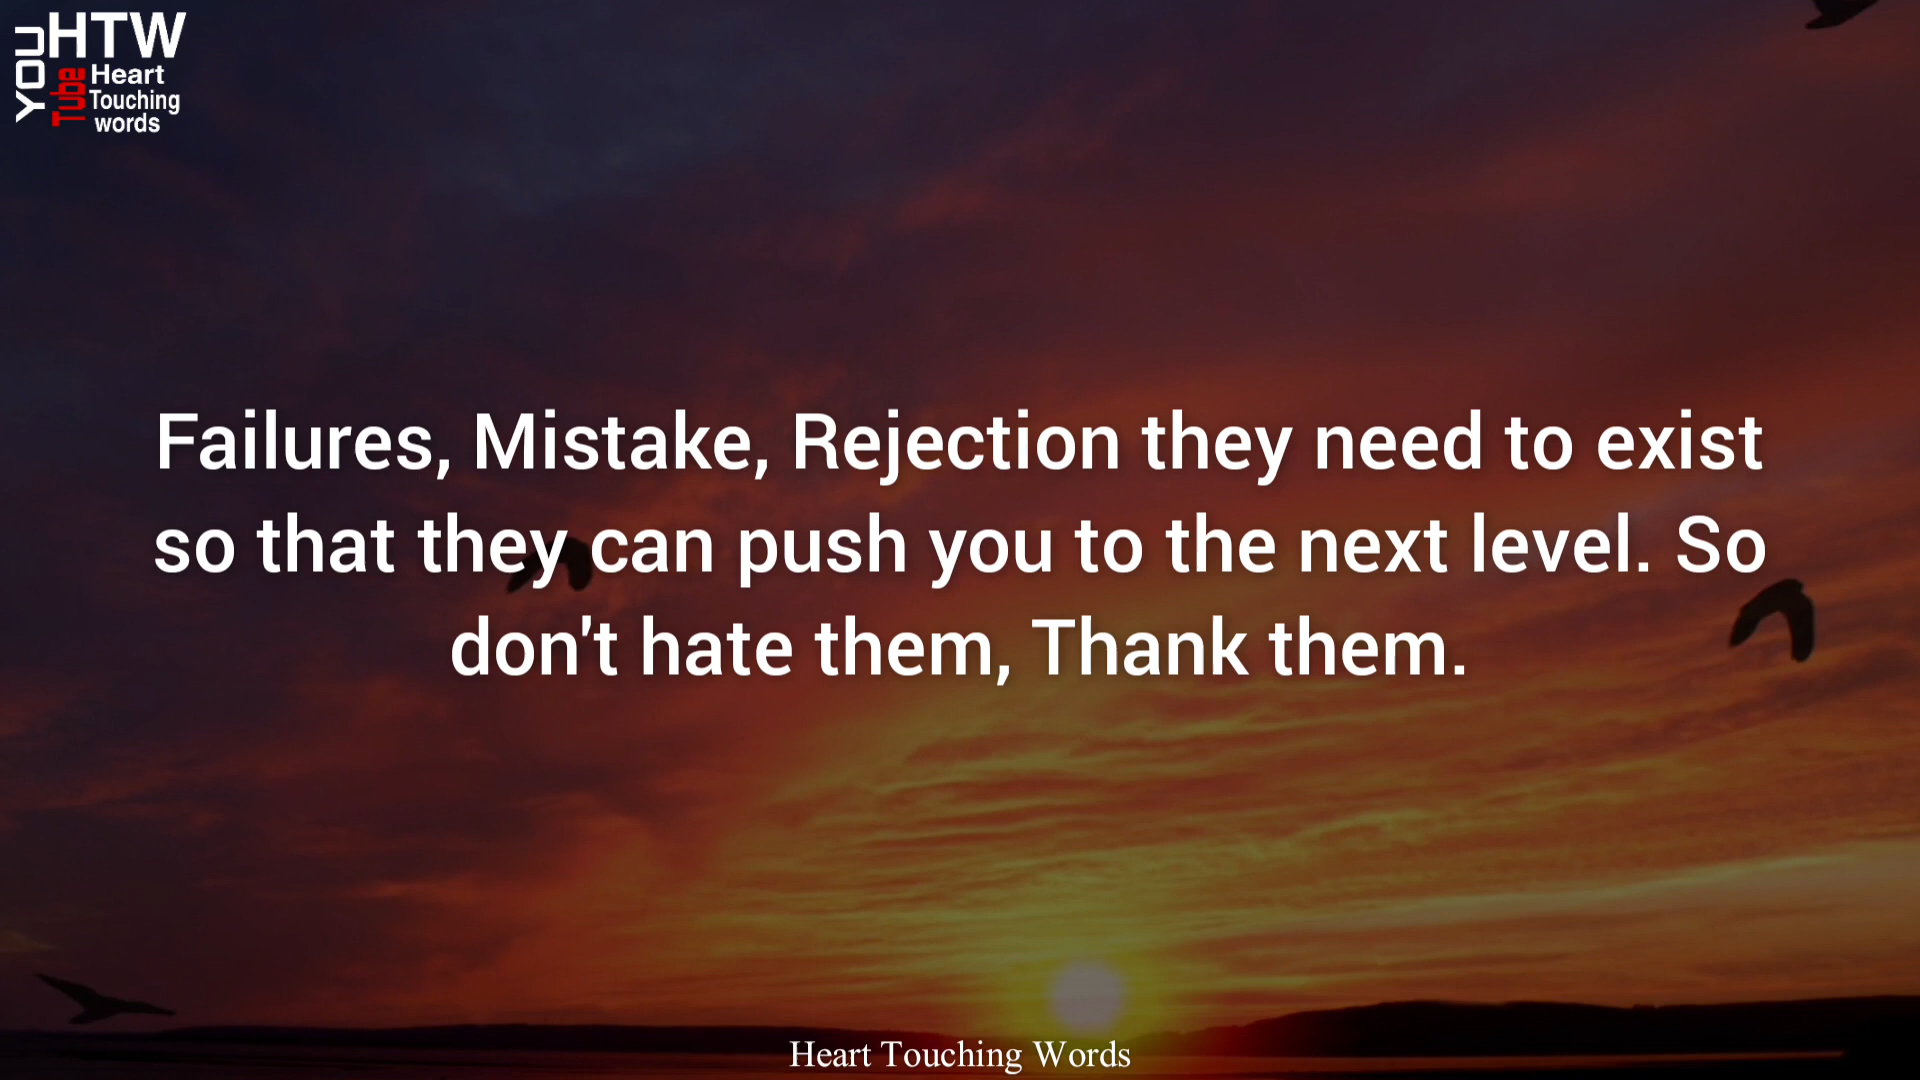 YOU
Tube
HTW
Heart
Touching
words
Failures, Mistake, Rejection they need to exist
so that they can push you to the next level. So
don't hate them, Thank them.
Heart Touching Words